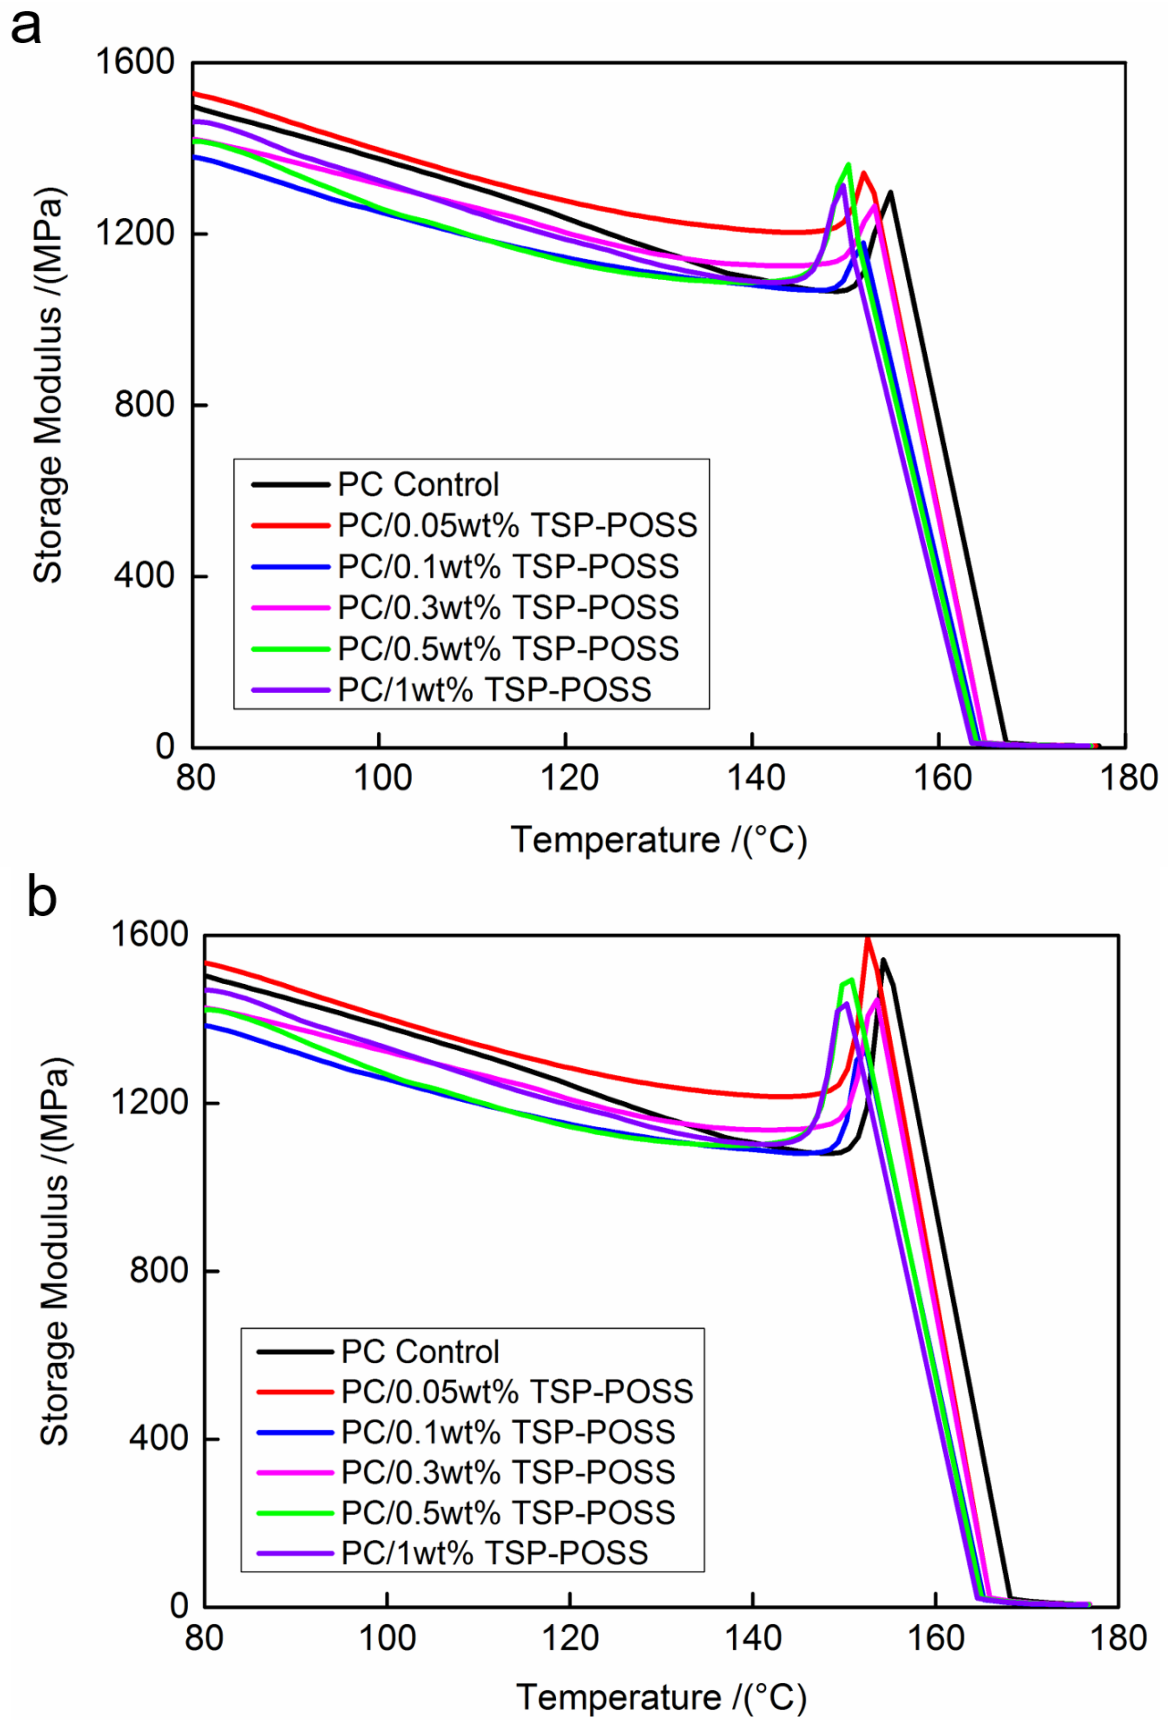 a
1600
1200
800
400
0
Storage Modulus /(MPa)
PC Control
PC/0.05wt% TSP-POSS
PC/0.1wt% TSP-POSS
PC/0.3wt% TSP-POSS
PC/0.5wt% TSP-POSS
PC/1wt% TSP-POSS
80 100 120 140 160 180
Temperature /(°C)
b
1600
1200
800
400
0
Storage Modulus /(MPa)
PC Control
PC/0.05wt% TSP-POSS
PC/0.1wt% TSP-POSS
PC/0.3wt% TSP-POSS
PC/0.5wt% TSP-POSS
PC/1wt% TSP-POSS
80 100 120 140 160 180
Temperature /(°C)